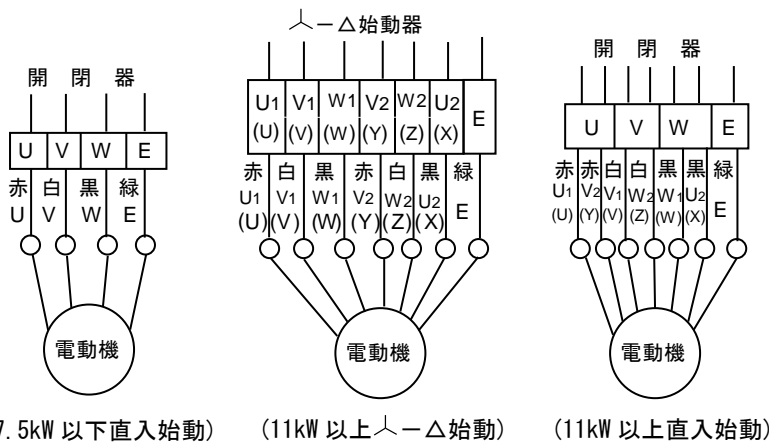 開 閉 器
U V W E
赤 白 黒 緑
U V W E
電動機
7.5kW 以下直入始動)
人－△始動器
U1 V1 W1 V2 W2 U2 E
(U) (V) (W) (Y) (Z) (X)
赤 白 黒 赤 白 黒 緑
U1 V1 W1 V2 W2 U2 E
(U) (V) (W) (Y) (Z) (X)
電動機
(11kW 以上人－△始動)
開 閉 器
U V W E
赤 赤 白 白 黒 黒 緑
U1 V2 V1 W2 W1 U2 E
(U) (Y) (V) (Z) (W) (X)
電動機
(11kW 以上直入始動)